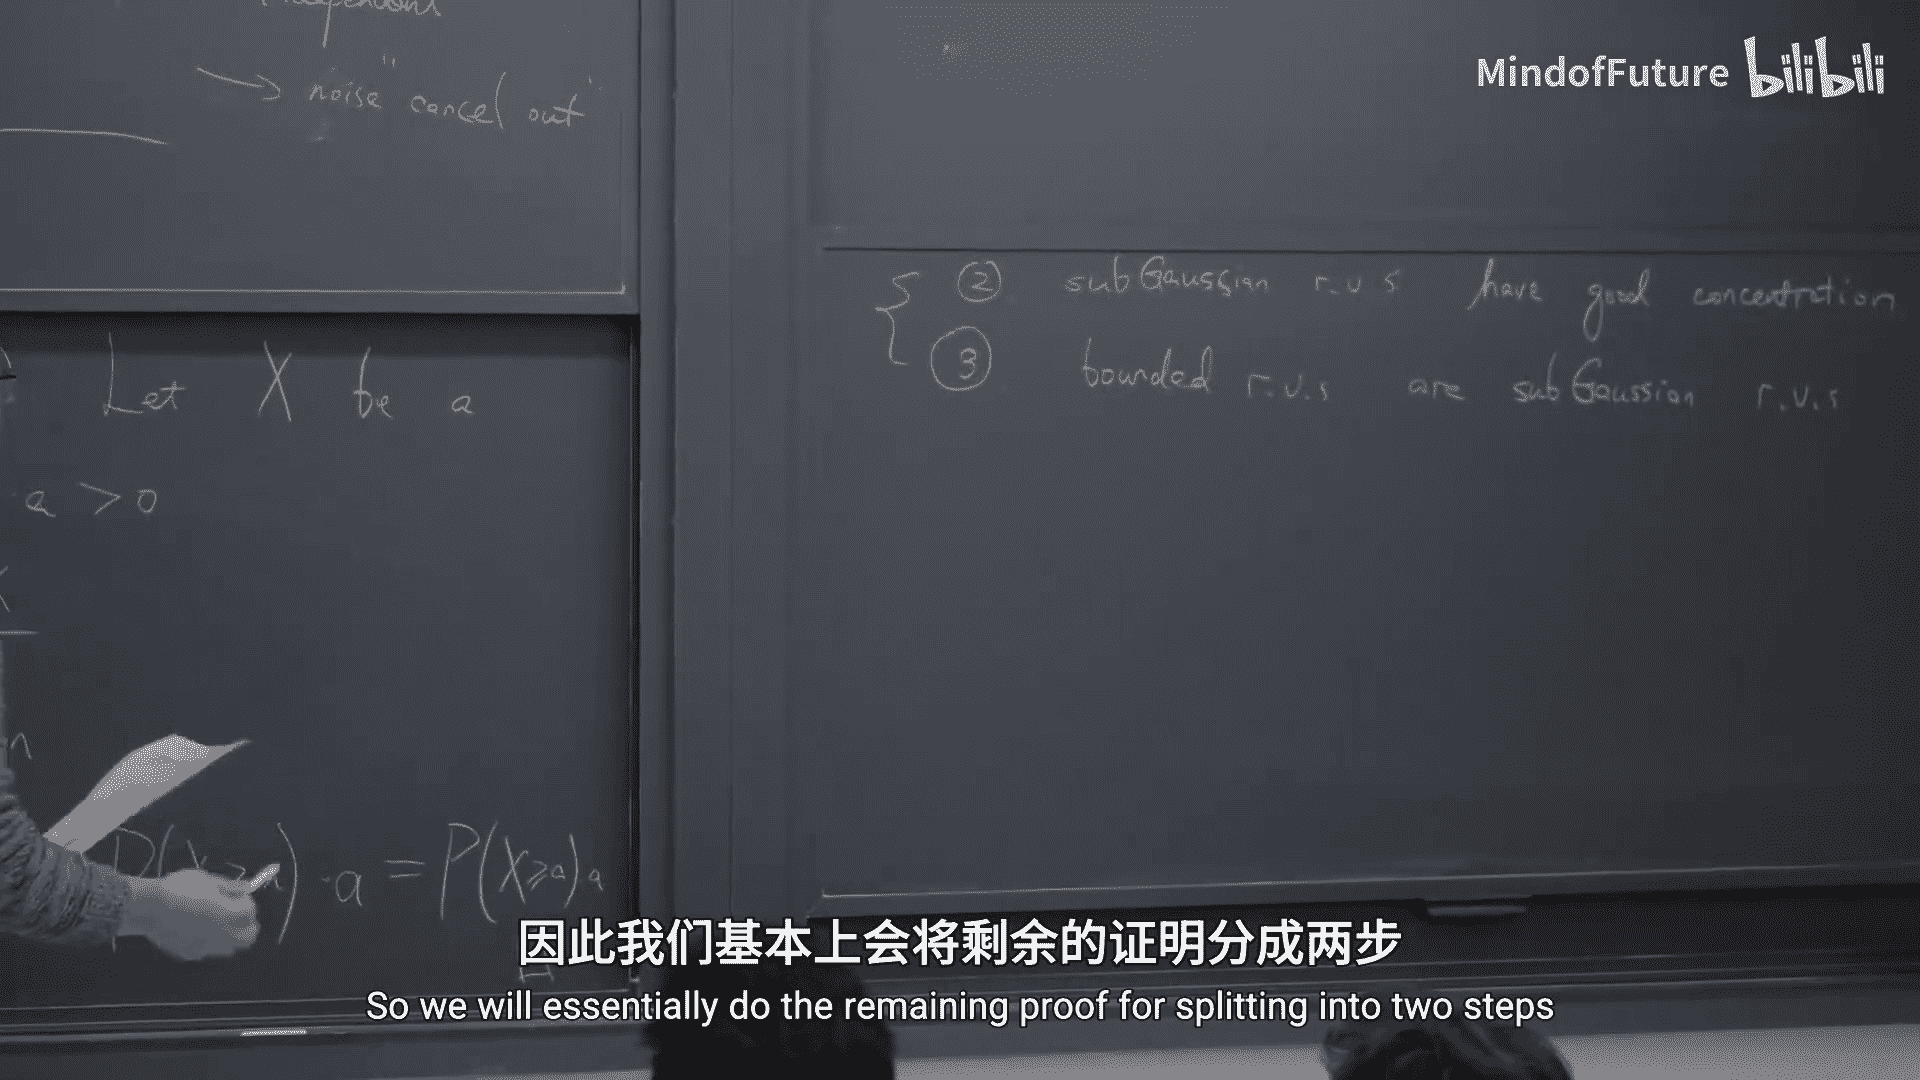 MindofFuture bilibili
→ noise "cancel out"
② subGaussian r.v.s have good concentration
③ bounded r.v.s are subGaussian r.v.s
Let X be a
a > 0
P(X ≥ a) · a = P(X ≥ a) a
因此我们基本上会将剩余的证明分成两步
So we will essentially do the remaining proof for splitting into two steps